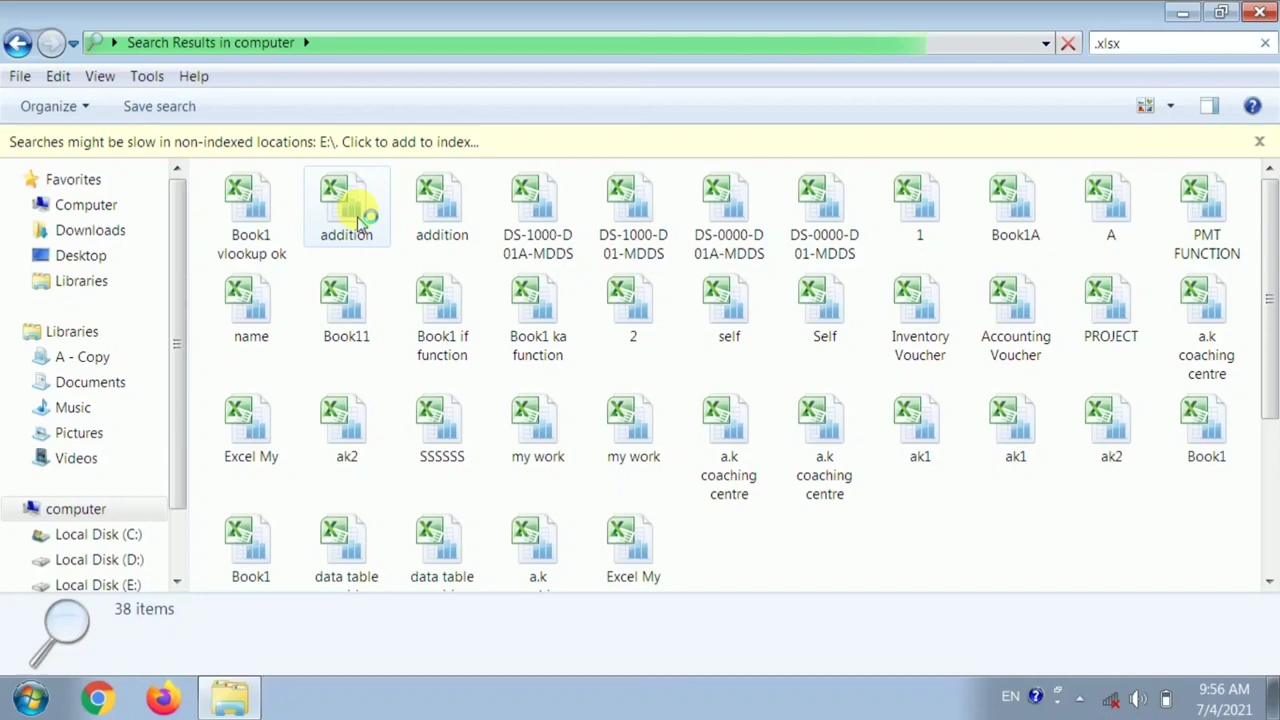 Search Results in computer
.xlsx
File Edit View Tools Help
Organize Save search
Searches might be slow in non-indexed locations: E:\. Click to add to index...
Favorites
Computer
Downloads
Desktop
Libraries
Libraries
A - Copy
Documents
Music
Pictures
Videos
computer
Local Disk (C:)
Local Disk (D:)
Local Disk (E:)
Book1
vlookup ok
addition
addition
DS-1000-D
01A-MDDS
DS-1000-D
01-MDDS
DS-0000-D
01A-MDDS
DS-0000-D
01-MDDS
1
Book1A
A
PMT
FUNCTION
name
Book11
Book1 if
function
Book1 ka
function
2
self
Self
Inventory
Voucher
Accounting
Voucher
PROJECT
a.k
coaching
centre
Excel My
ak2
SSSSSS
my work
my work
a.k
coaching
centre
a.k
coaching
centre
ak1
ak1
ak2
Book1
Book1
data table
data table
a.k
Excel My
38 items
EN
9:56 AM
7/4/2021